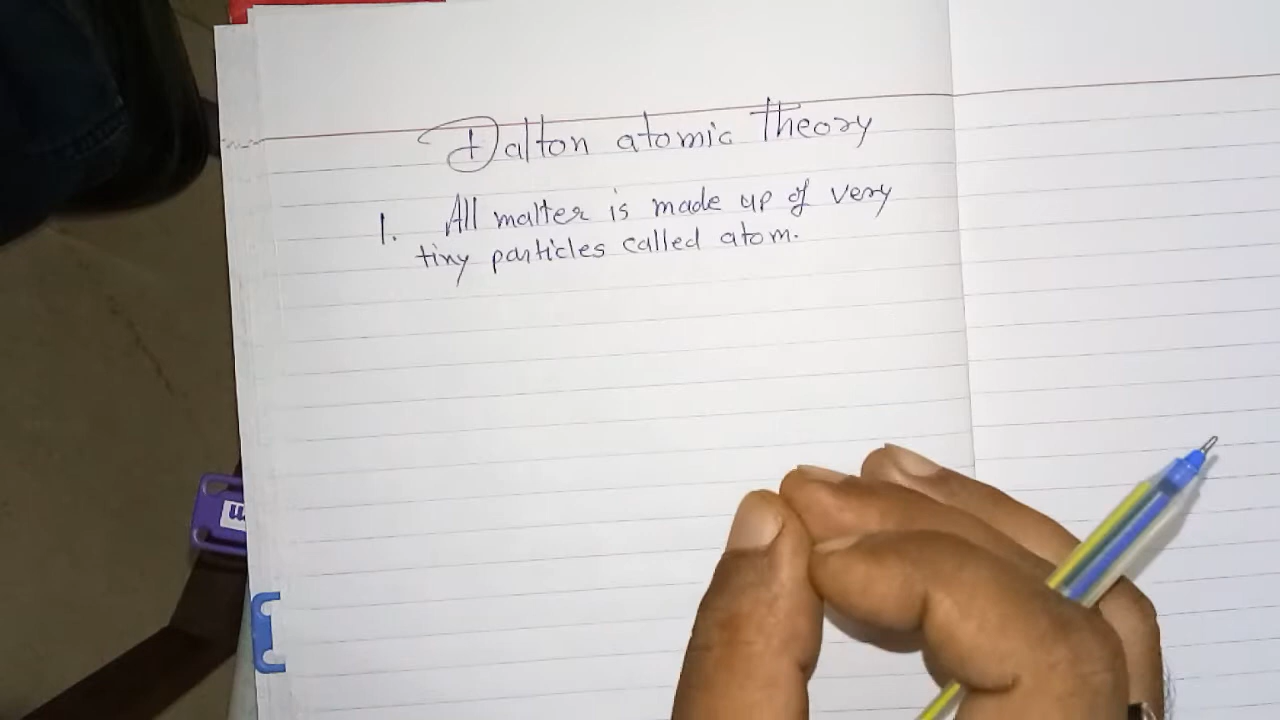 Dalton atomic Theory
1. All matter is made up of very
tiny particles called atom.